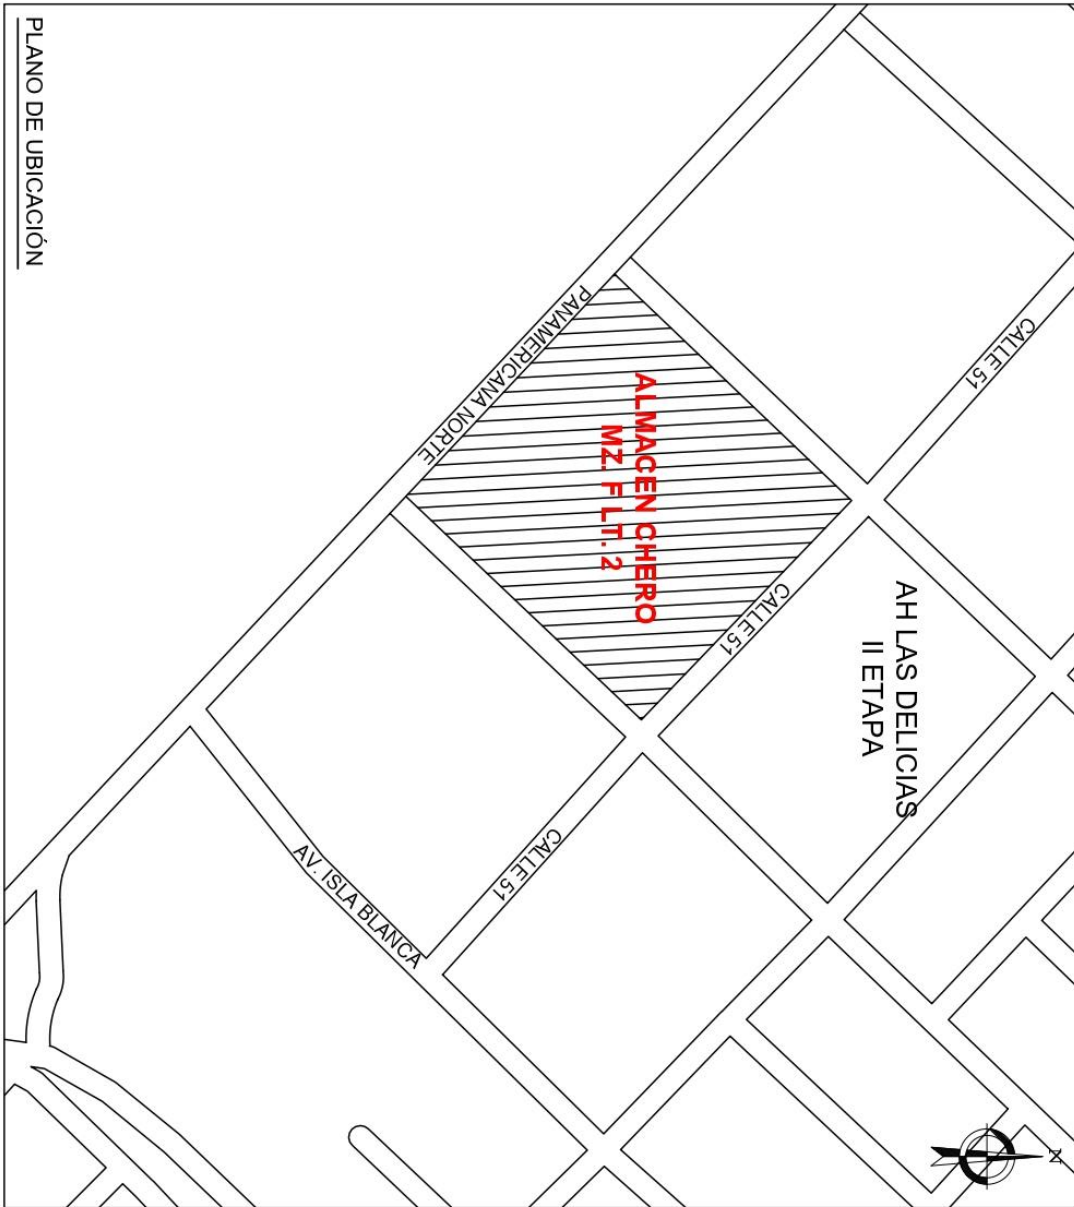 PLANO DE UBICACIÓN
CALLE 51
PANAMERICANA NORTE
ALMACEN CHERO
MZ. F LT. 2
CALLE 51
AH LAS DELICIAS
II ETAPA
CALLE 51
AV. ISLA BLANCA
N